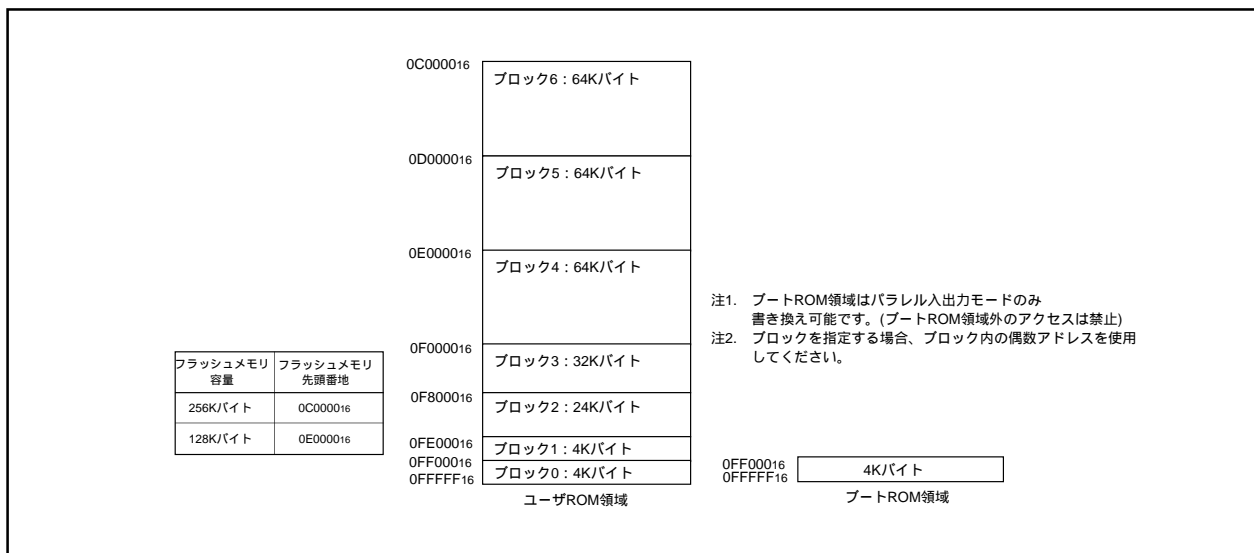 0C000016
ブロック6：64Kバイト
0D000016
ブロック5：64Kバイト
0E000016
ブロック4：64Kバイト
注1. ブートROM領域はパラレル入出力モードのみ
書き換え可能です。(ブートROM領域外のアクセスは禁止)
注2. ブロックを指定する場合、ブロック内の偶数アドレスを使用
してください。
0F000016
ブロック3：32Kバイト
フラッシュメモリ
容量
フラッシュメモリ
先頭番地
256Kバイト
0C000016
128Kバイト
0E000016
0F800016
ブロック2：24Kバイト
0FE00016
ブロック1：4Kバイト
0FF00016
ブロック0：4Kバイト
0FFFFF16
ユーザROM領域
0FF00016
0FFFFF16
4Kバイト
ブートROM領域